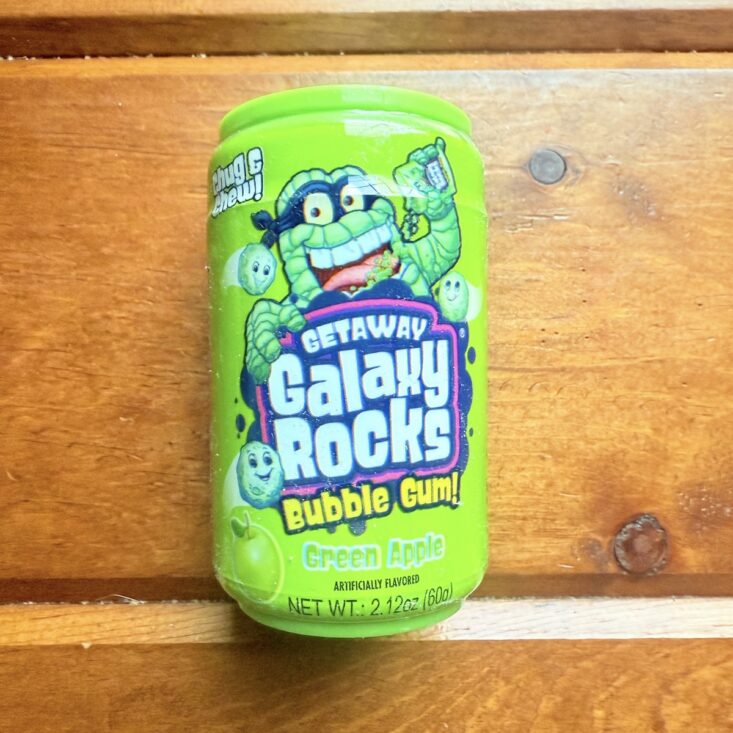 Chug &
Chew!
GETAWAY
Galaxy
Rocks
®
Bubble Gum!
Green Apple
ARTIFICIALLY FLAVORED
NET WT.: 2.12oz (60g)